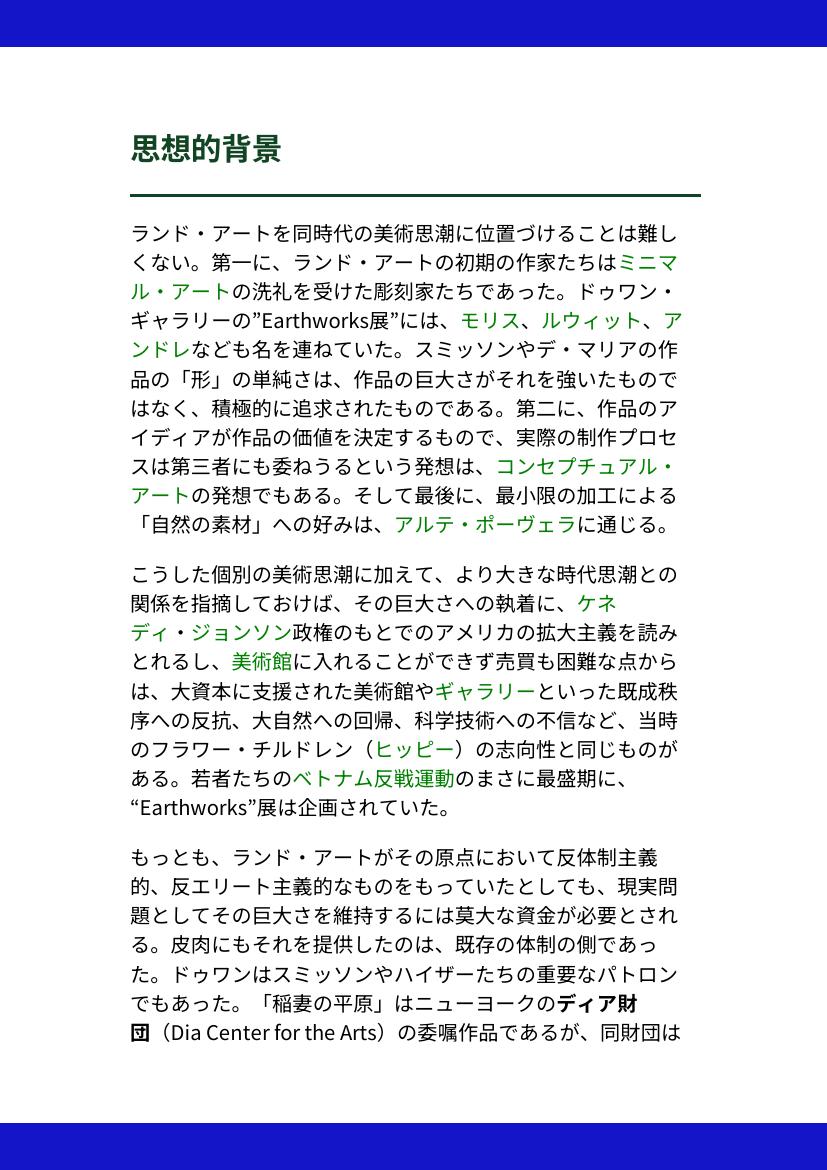 思想的背景
ランド・アートを同時代の美術思潮に位置づけることは難し
くない。第一に、ランド・アートの初期の作家たちはミニマ
ル・アートの洗礼を受けた彫刻家たちであった。ドゥワン・
ギャラリーの”Earthworks展”には、モリス、ルウィット、ア
ンドレなども名を連ねていた。スミッソンやデ・マリアの作
品の「形」の単純さは、作品の巨大さがそれを強いたもので
はなく、積極的に追求されたものである。第二に、作品のア
イディアが作品の価値を決定するもので、実際の制作プロセ
スは第三者にも委ねうるという発想は、コンセプチュアル・
アートの発想でもある。そして最後に、最小限の加工による
「自然の素材」への好みは、アルテ・ポーヴェラに通じる。
こうした個別の美術思潮に加えて、より大きな時代思潮との
関係を指摘しておけば、その巨大さへの執着に、ケネ
ディ・ジョンソン政権のもとでのアメリカの拡大主義を読み
とれるし、美術館に入れることができず売買も困難な点から
は、大資本に支援された美術館やギャラリーといった既成秩
序への反抗、大自然への回帰、科学技術への不信など、当時
のフラワー・チルドレン（ヒッピー）の志向性と同じものが
ある。若者たちのベトナム反戦運動のまさに最盛期に、
“Earthworks”展は企画されていた。
もっとも、ランド・アートがその原点において反体制主義
的、反エリート主義的なものをもっていたとしても、現実問
題としてその巨大さを維持するには莫大な資金が必要とされ
る。皮肉にもそれを提供したのは、既存の体制の側であっ
た。ドゥワンはスミッソンやハイザーたちの重要なパトロン
でもあった。「稲妻の平原」はニューヨークのディア財
団（Dia Center for the Arts）の委嘱作品であるが、同財団は